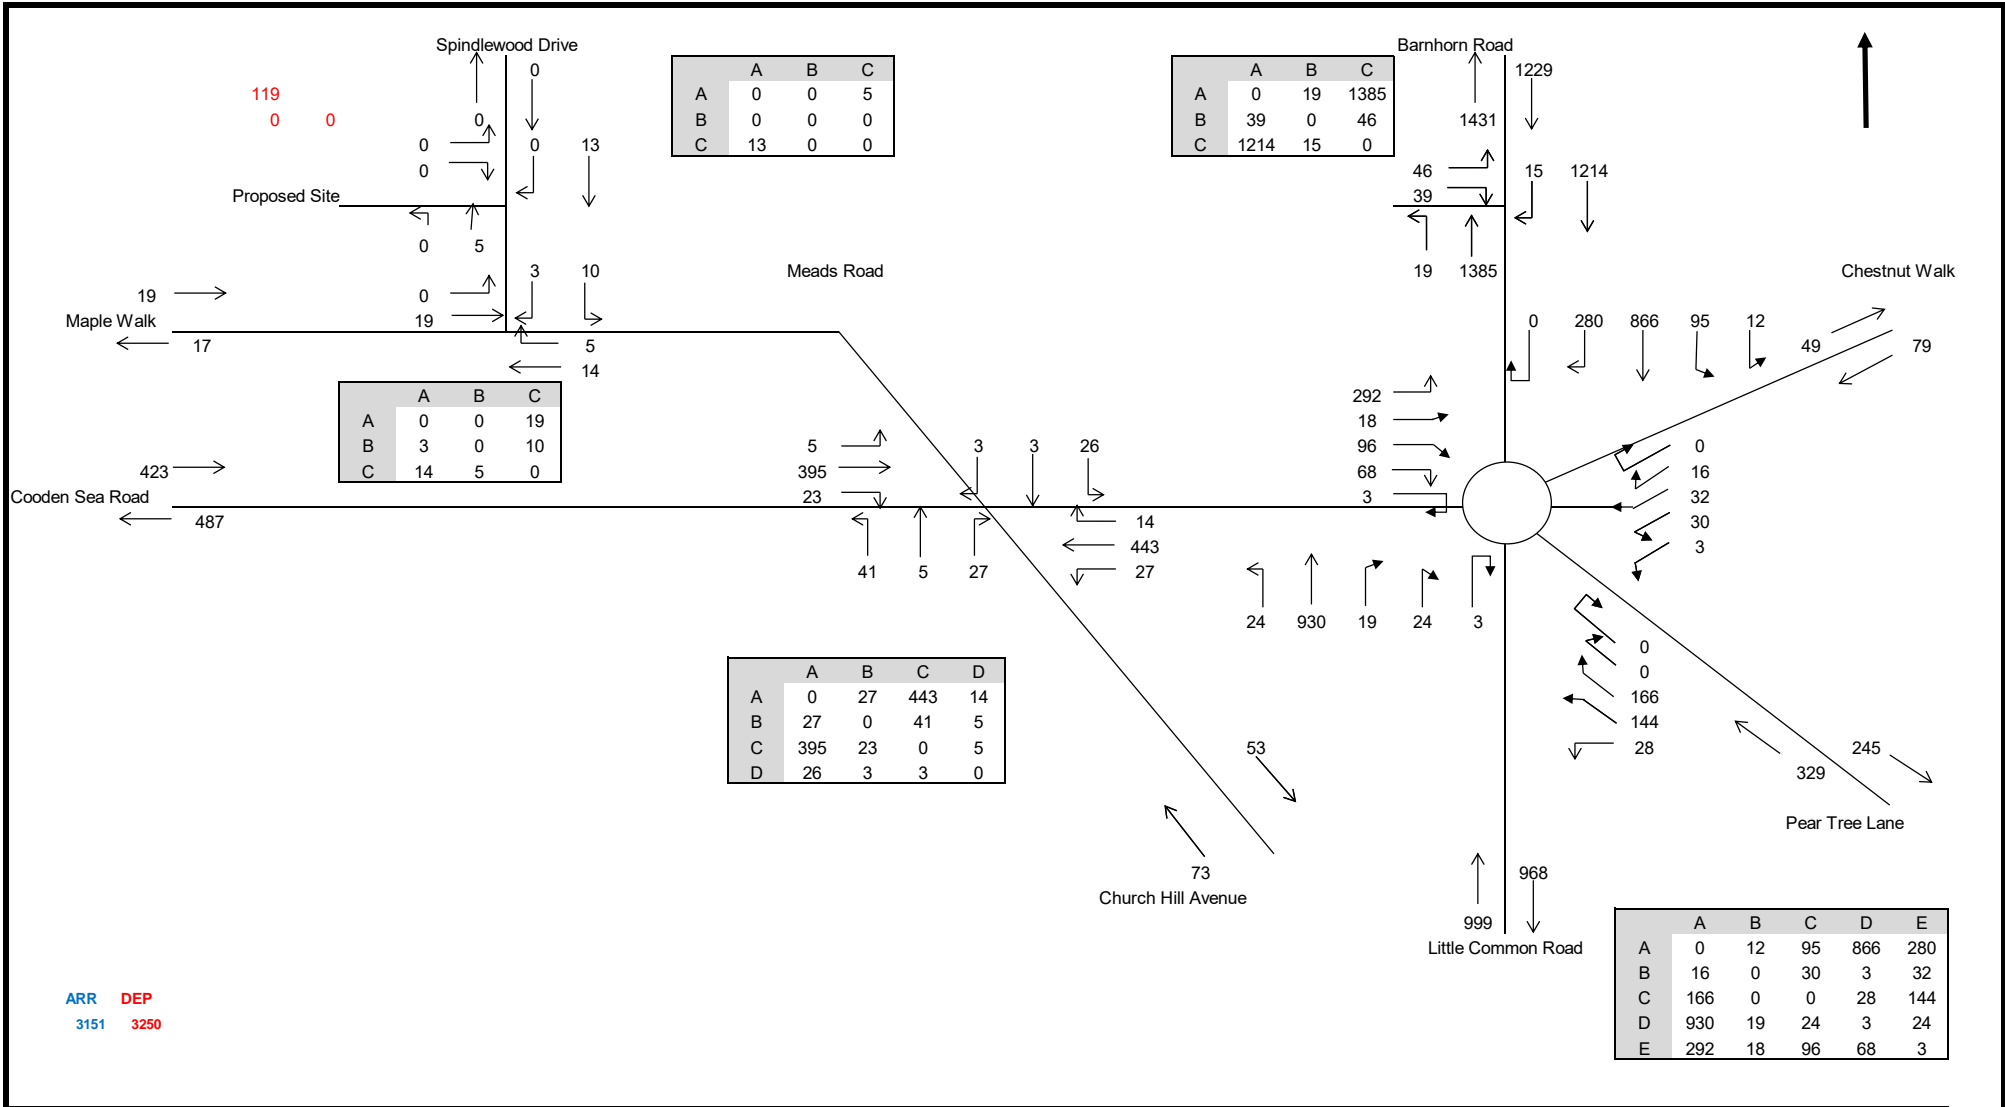 Spindlewood Drive
Barnhorn Road
0
1229
A B C
A 0 0 5
B 0 0 0
C 13 0 0
A B C
A 0 19 1385
B 39 0 46
C 1214 15 0
119
0 0
0
1431
0
0 13
0
46
15 1214
39
Proposed Site
0 5
19 1385
3 10
Meads Road
Chestnut Walk
19
0
19
Maple Walk
17
5
14
0 280 866 95 12
49
79
A B C
A 0 0 19
B 3 0 10
C 14 5 0
292
18
96
68
3
5
395
23
3 3 26
0
16
32
30
3
423
Cooden Sea Road
487
14
443
27
41 5 27
24 930 19 24 3
0
0
166
144
28
A B C D
A 0 27 443 14
B 27 0 41 5
C 395 23 0 5
D 26 3 3 0
53
245
329
Pear Tree Lane
73
Church Hill Avenue
968
999
Little Common Road
A B C D E
A 0 12 95 866 280
B 16 0 30 3 32
C 166 0 0 28 144
D 930 19 24 3 24
E 292 18 96 68 3
ARR DEP
3151 3250